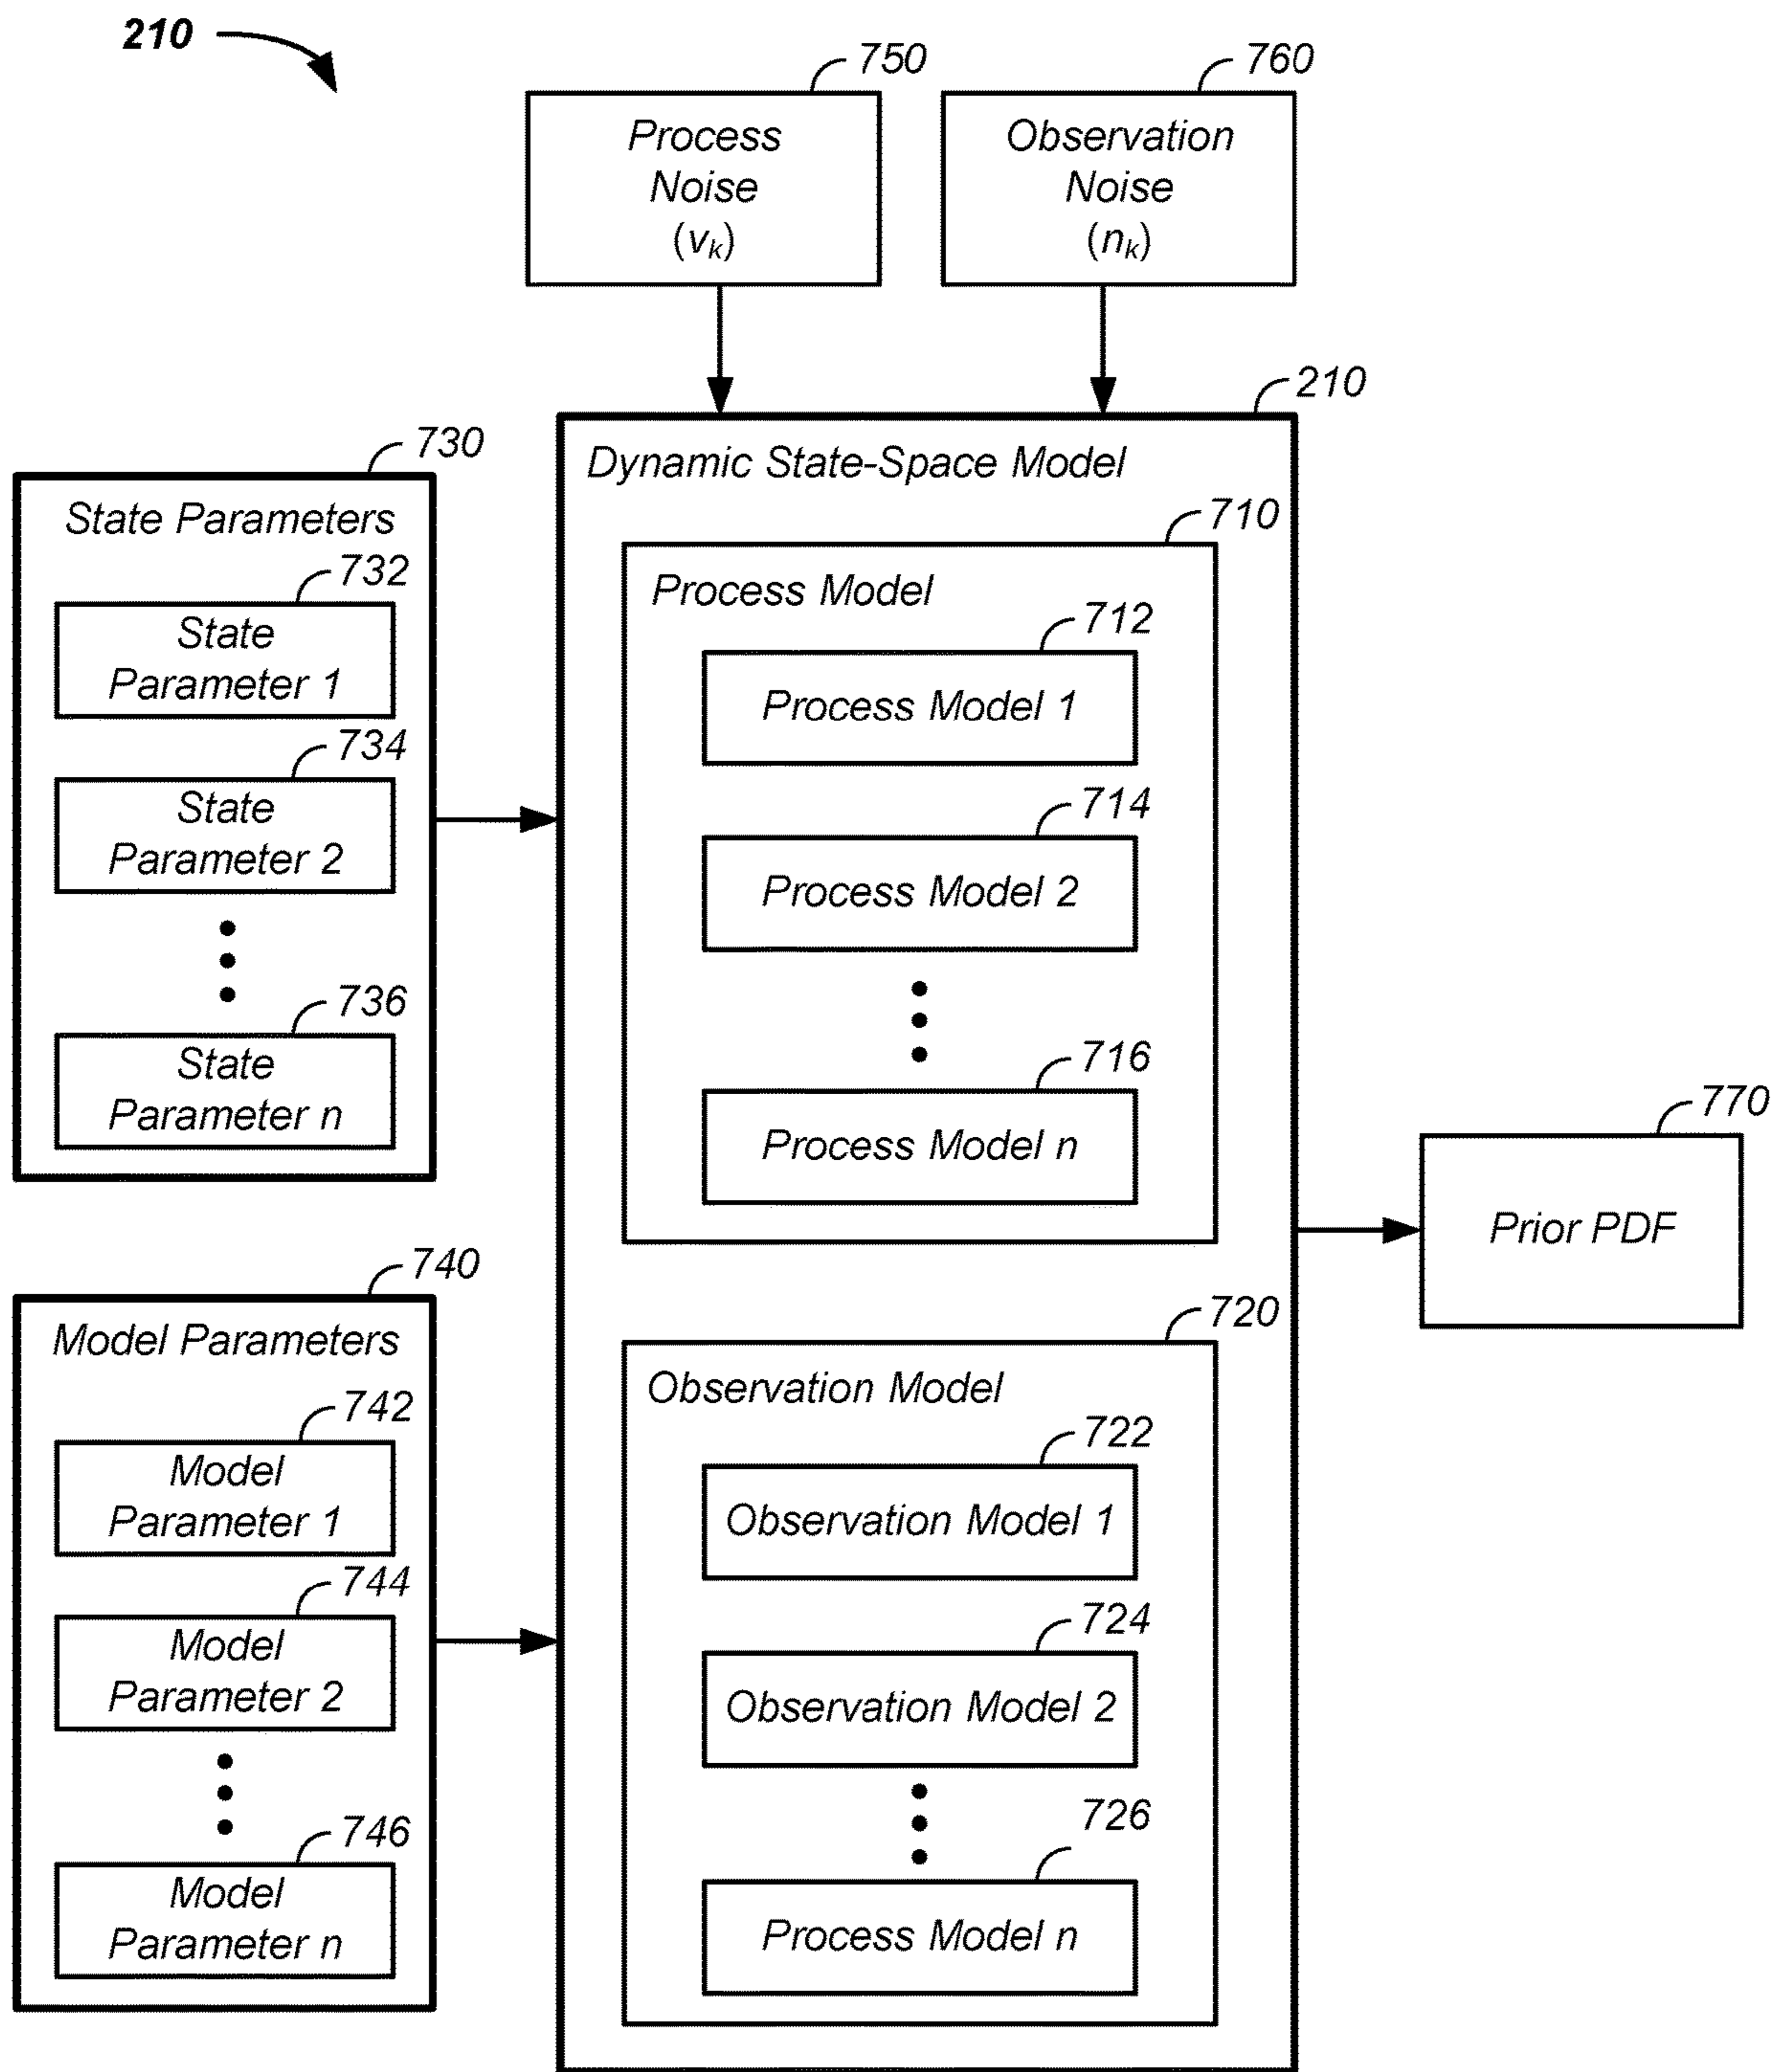 210
750
Process
Noise
(vk)
760
Observation
Noise
(nk)
730
State Parameters
732
State
Parameter 1
734
State
Parameter 2
736
State
Parameter n
740
Model Parameters
742
Model
Parameter 1
744
Model
Parameter 2
746
Model
Parameter n
210
Dynamic State-Space Model
710
Process Model
712
Process Model 1
714
Process Model 2
716
Process Model n
720
Observation Model
722
Observation Model 1
724
Observation Model 2
726
Process Model n
770
Prior PDF